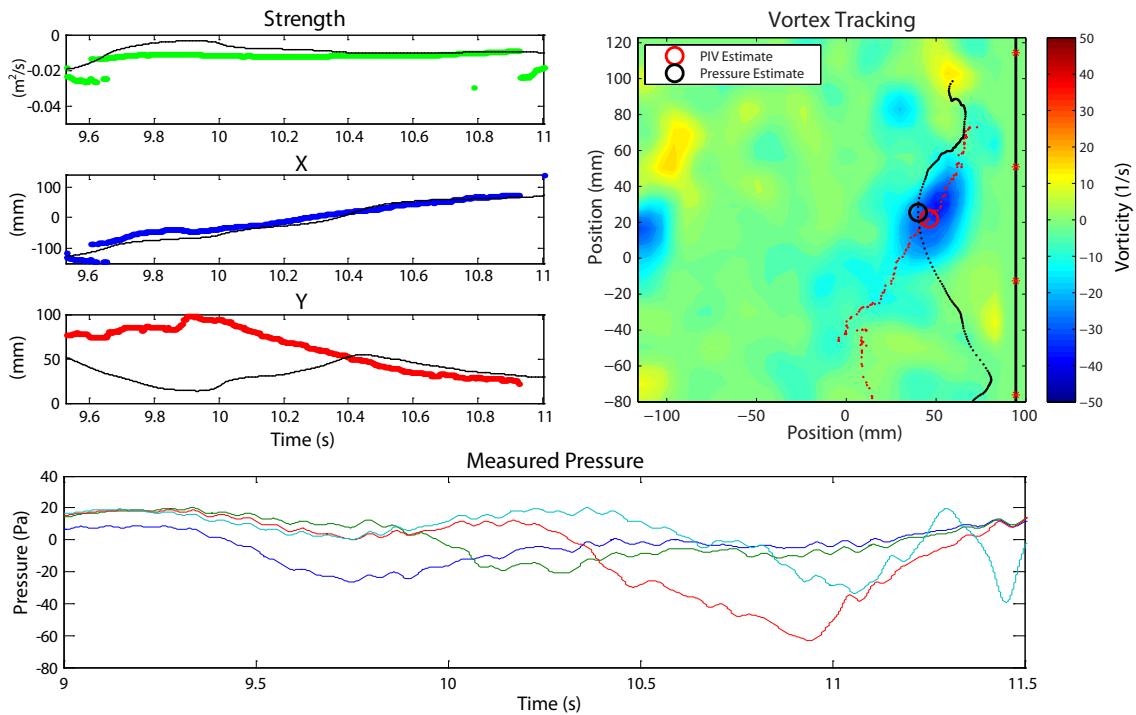 Strength
0
-0.02
-0.04
(m²/s)
9.6 9.8 10 10.2 10.4 10.6 10.8 11
X
100
0
-100
(mm)
9.6 9.8 10 10.2 10.4 10.6 10.8 11
Y
100
50
0
(mm)
9.6 9.8 10 10.2 10.4 10.6 10.8 11
Time (s)
Vortex Tracking
PIV Estimate
Pressure Estimate
120
100
80
60
40
20
0
−20
−40
−60
−80
Position (mm)
−100 −50 0 50 100
Position (mm)
50
40
30
20
10
0
−10
−20
−30
−40
−50
Vorticity (1/s)
Measured Pressure
40
20
0
-20
-40
-60
-80
Pressure (Pa)
9 9.5 10 10.5 11 11.5
Time (s)